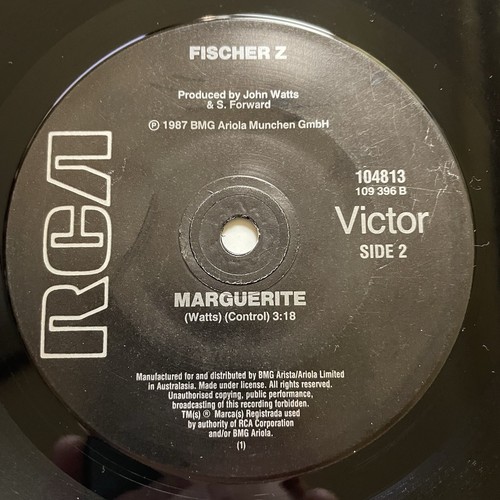 FISCHER Z
Produced by John Watts
& S. Forward
Ⓟ 1987 BMG Ariola Munchen GmbH
RCA
104813
109 396 B
Victor
SIDE 2
MARGUERITE
(Watts) (Control) 3:18
Manufactured for and distributed by BMG Arista/Ariola Limited
in Australasia. Made under license. All rights reserved.
Unauthorised copying, public performance,
broadcasting of this recording forbidden.
TM(s) ® Marca(s) Registrada used
by authority of RCA Corporation
and/or BMG Ariola.
(1)